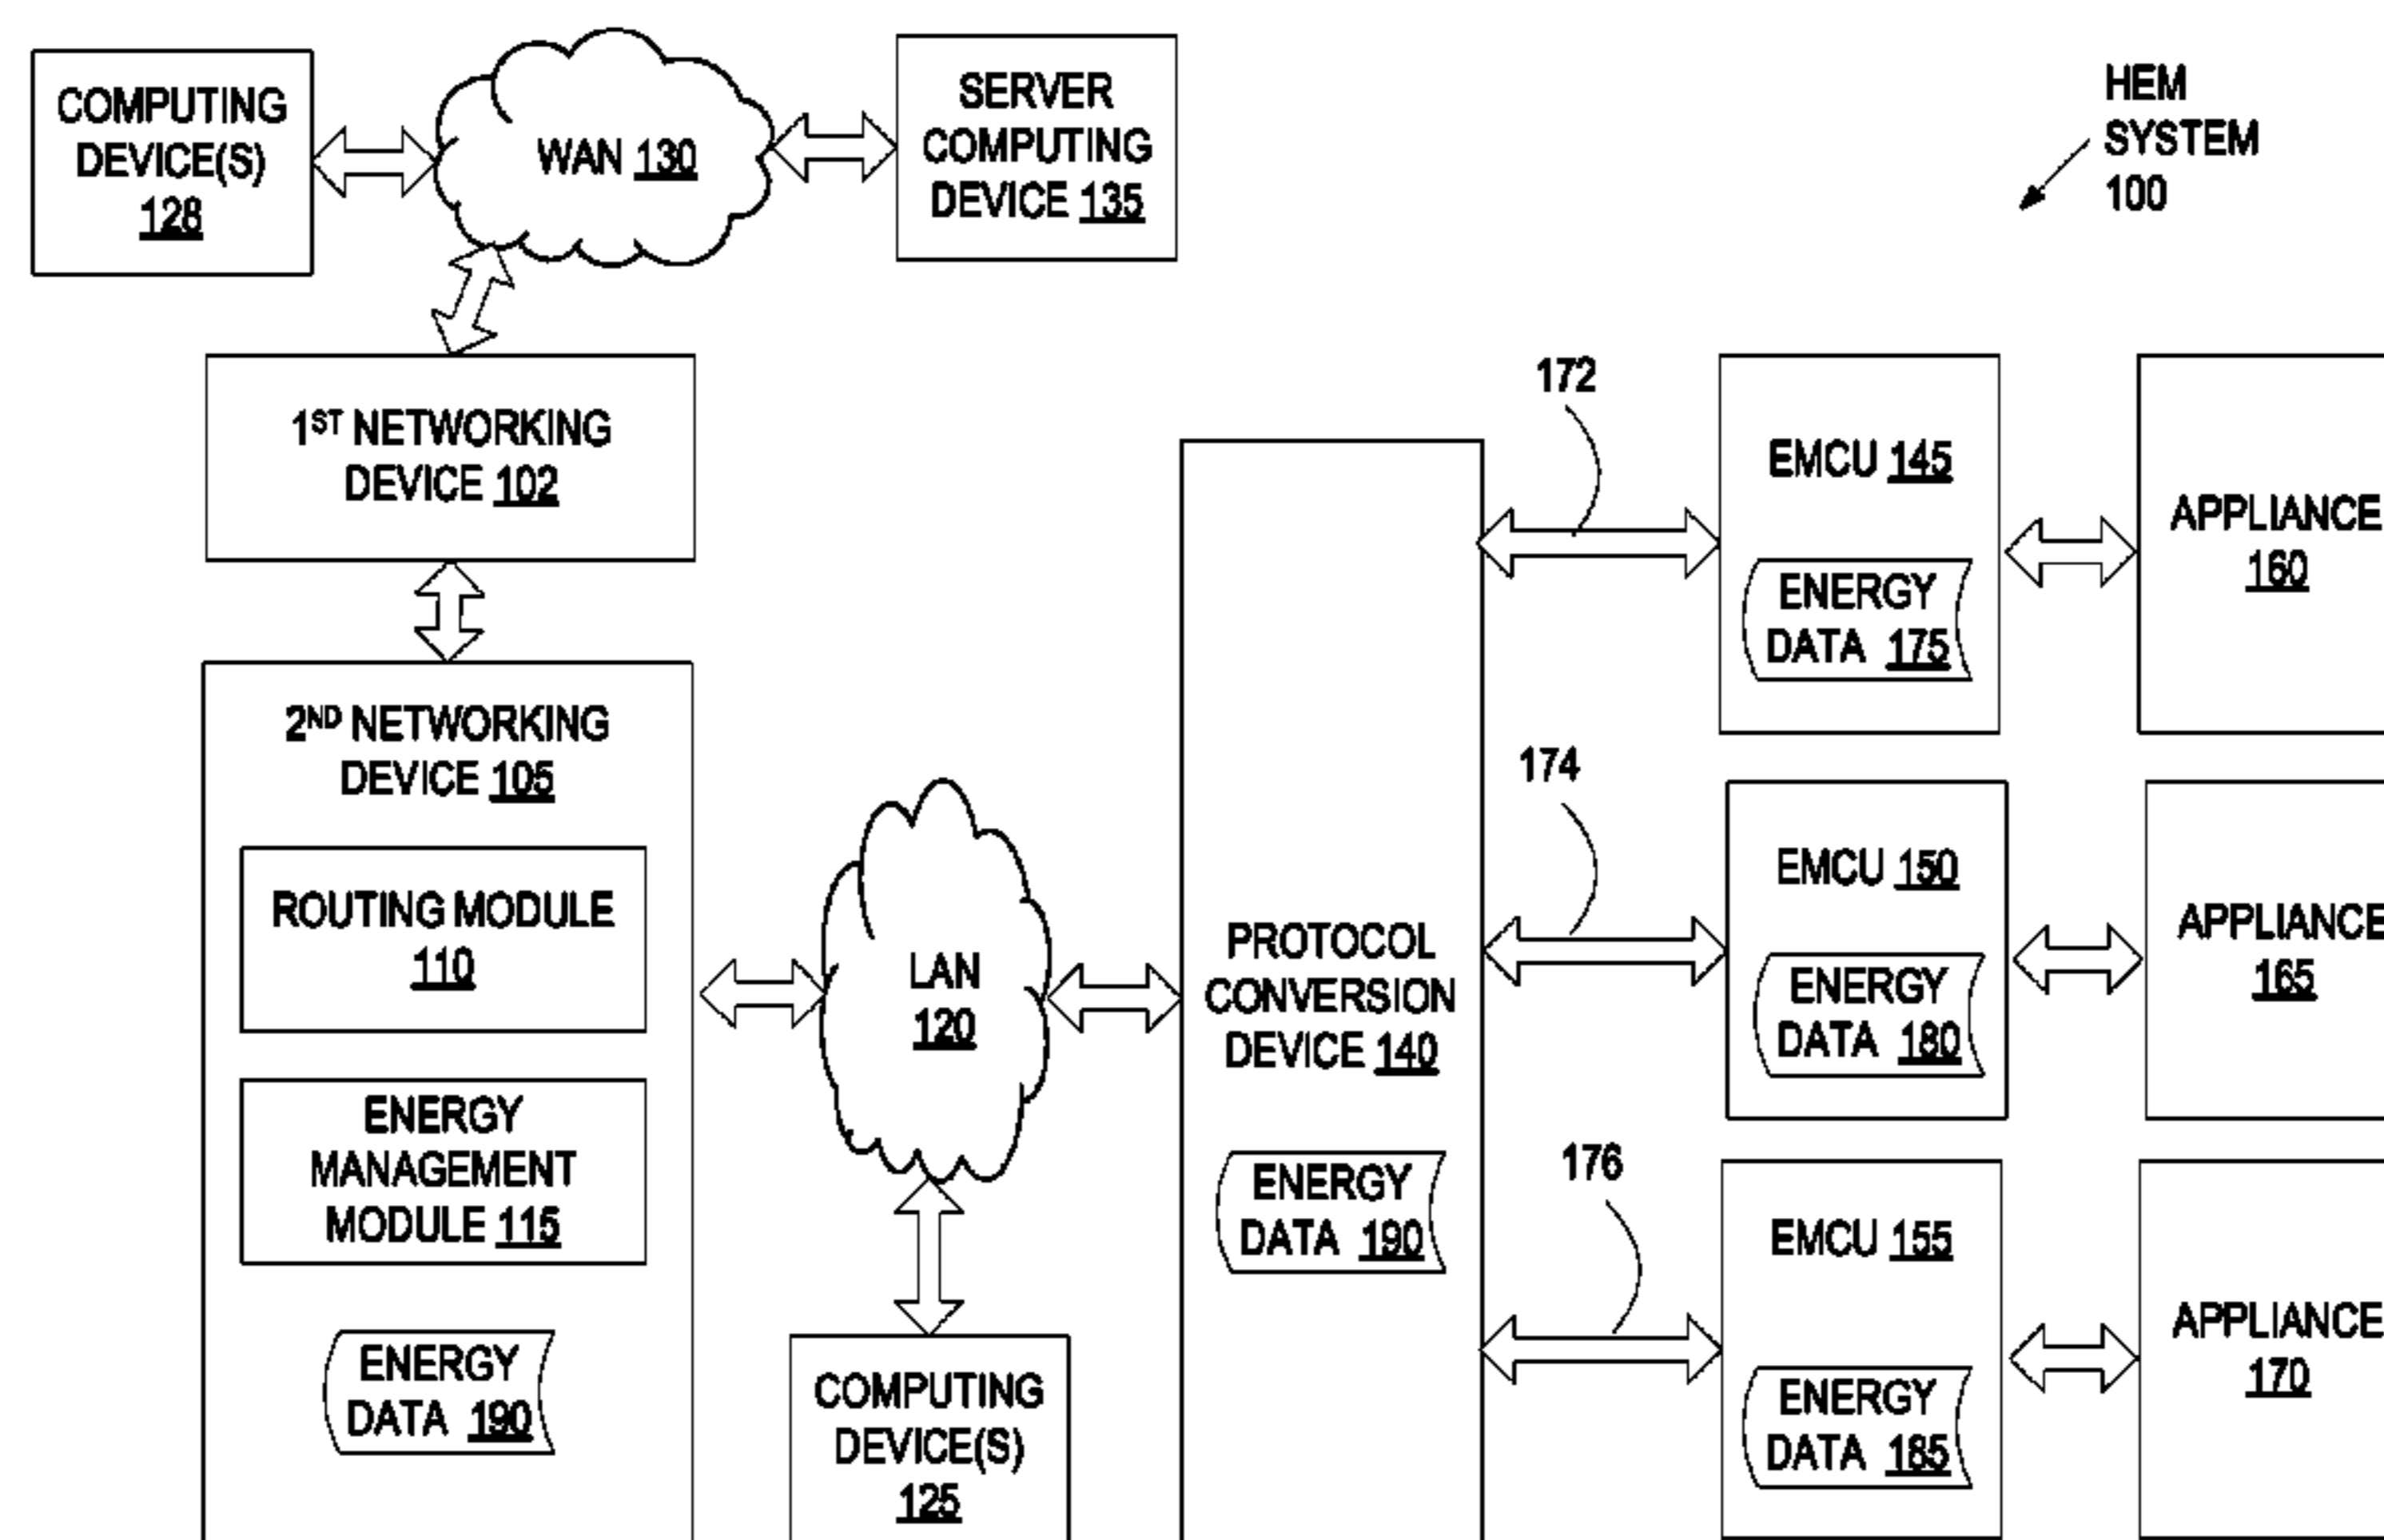 COMPUTING
DEVICE(S)
128
WAN 130
SERVER
COMPUTING
DEVICE 135
HEM
SYSTEM
100
1ST NETWORKING
DEVICE 102
2ND NETWORKING
DEVICE 105
ROUTING MODULE
110
ENERGY
MANAGEMENT
MODULE 115
ENERGY
DATA 190
LAN
120
COMPUTING
DEVICE(S)
125
PROTOCOL
CONVERSION
DEVICE 140
ENERGY
DATA 190
172
EMCU 145
ENERGY
DATA 175
APPLIANCE
160
174
EMCU 150
ENERGY
DATA 180
APPLIANCE
165
176
EMCU 155
ENERGY
DATA 185
APPLIANCE
170